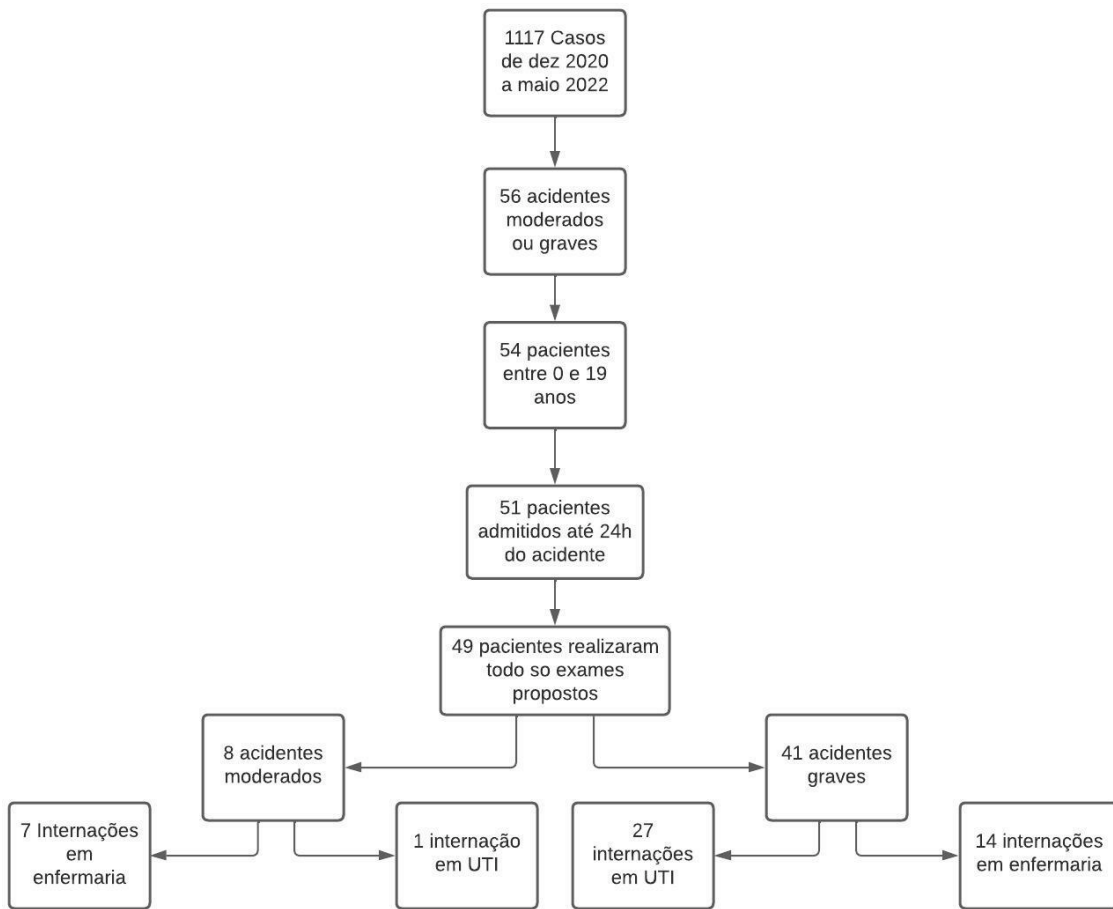 1117 Casos
de dez 2020
a maio 2022
56 acidentes
moderados
ou graves
54 pacientes
entre 0 e 19
anos
51 pacientes
admitidos até 24h
do acidente
49 pacientes realizaram
todo so exames
propostos
8 acidentes
moderados
41 acidentes
graves
7 Internações
em
enfermaria
1 internação
em UTI
27
internações
em UTI
14 internações
em enfermaria